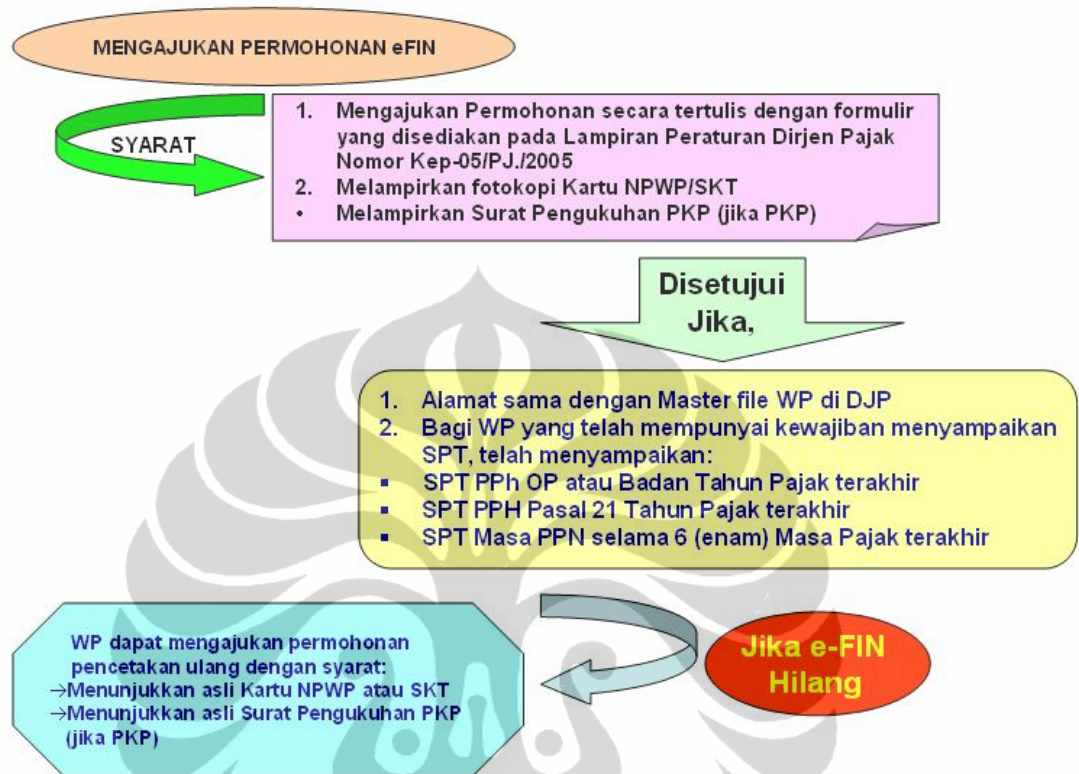 MENGAJUKAN PERMOHONAN eFIN
SYARAT
1. Mengajukan Permohonan secara tertulis dengan formulir
yang disediakan pada Lampiran Peraturan Dirjen Pajak
Nomor Kep-05/PJ./2005
2. Melampirkan fotokopi Kartu NPWP/SKT
• Melampirkan Surat Pengukuhan PKP (jika PKP)
Disetujui
Jika,
1. Alamat sama dengan Master file WP di DJP
2. Bagi WP yang telah mempunyai kewajiban menyampaikan
SPT, telah menyampaikan:
▪ SPT PPh OP atau Badan Tahun Pajak terakhir
▪ SPT PPH Pasal 21 Tahun Pajak terakhir
▪ SPT Masa PPN selama 6 (enam) Masa Pajak terakhir
Jika e-FIN
Hilang
WP dapat mengajukan permohonan
pencetakan ulang dengan syarat:
→Menunjukkan asli Kartu NPWP atau SKT
→Menunjukkan asli Surat Pengukuhan PKP
(jika PKP)